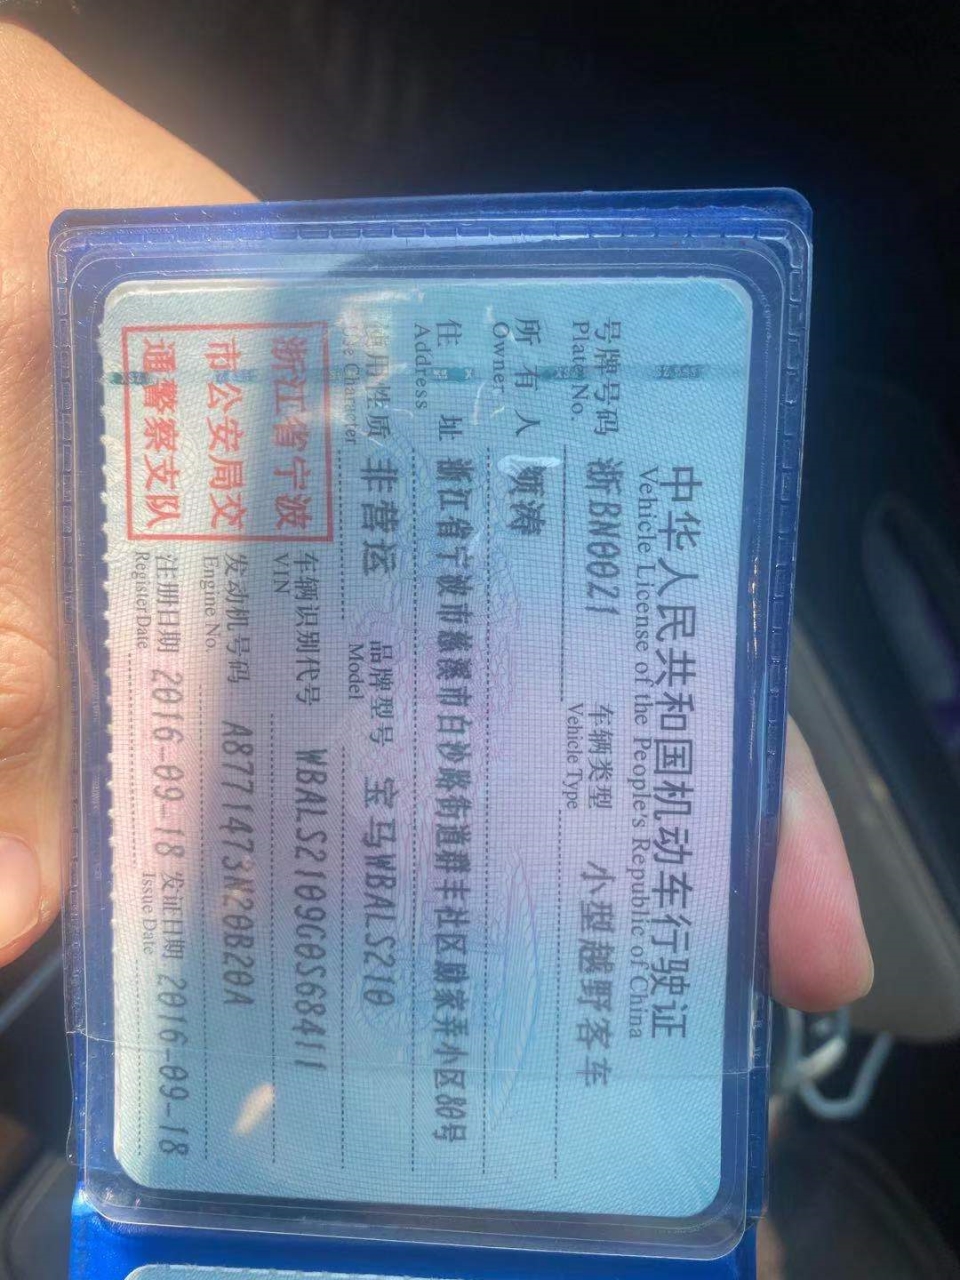 中华人民共和国机动车行驶证
Vehicle License of the People's Republic of China
号牌号码 浙BN0021 车辆类型 小型越野客车
Plate No. Vehicle Type
所有人 涛
Owner
住址 浙江省宁波市慈溪市白沙路街道群丰社区励家弄小区80号
Address
使用性质 非营运 品牌型号 宝马WBALS210
Use Character Model
浙江省宁波
市公安局交
通警察支队
车辆识别代号 WBALS2109G0S68411
VIN
发动机号码 A8771473N20B20A
Engine No.
注册日期 2016-09-18 发证日期 2016-09-18
Register Date Issue Date